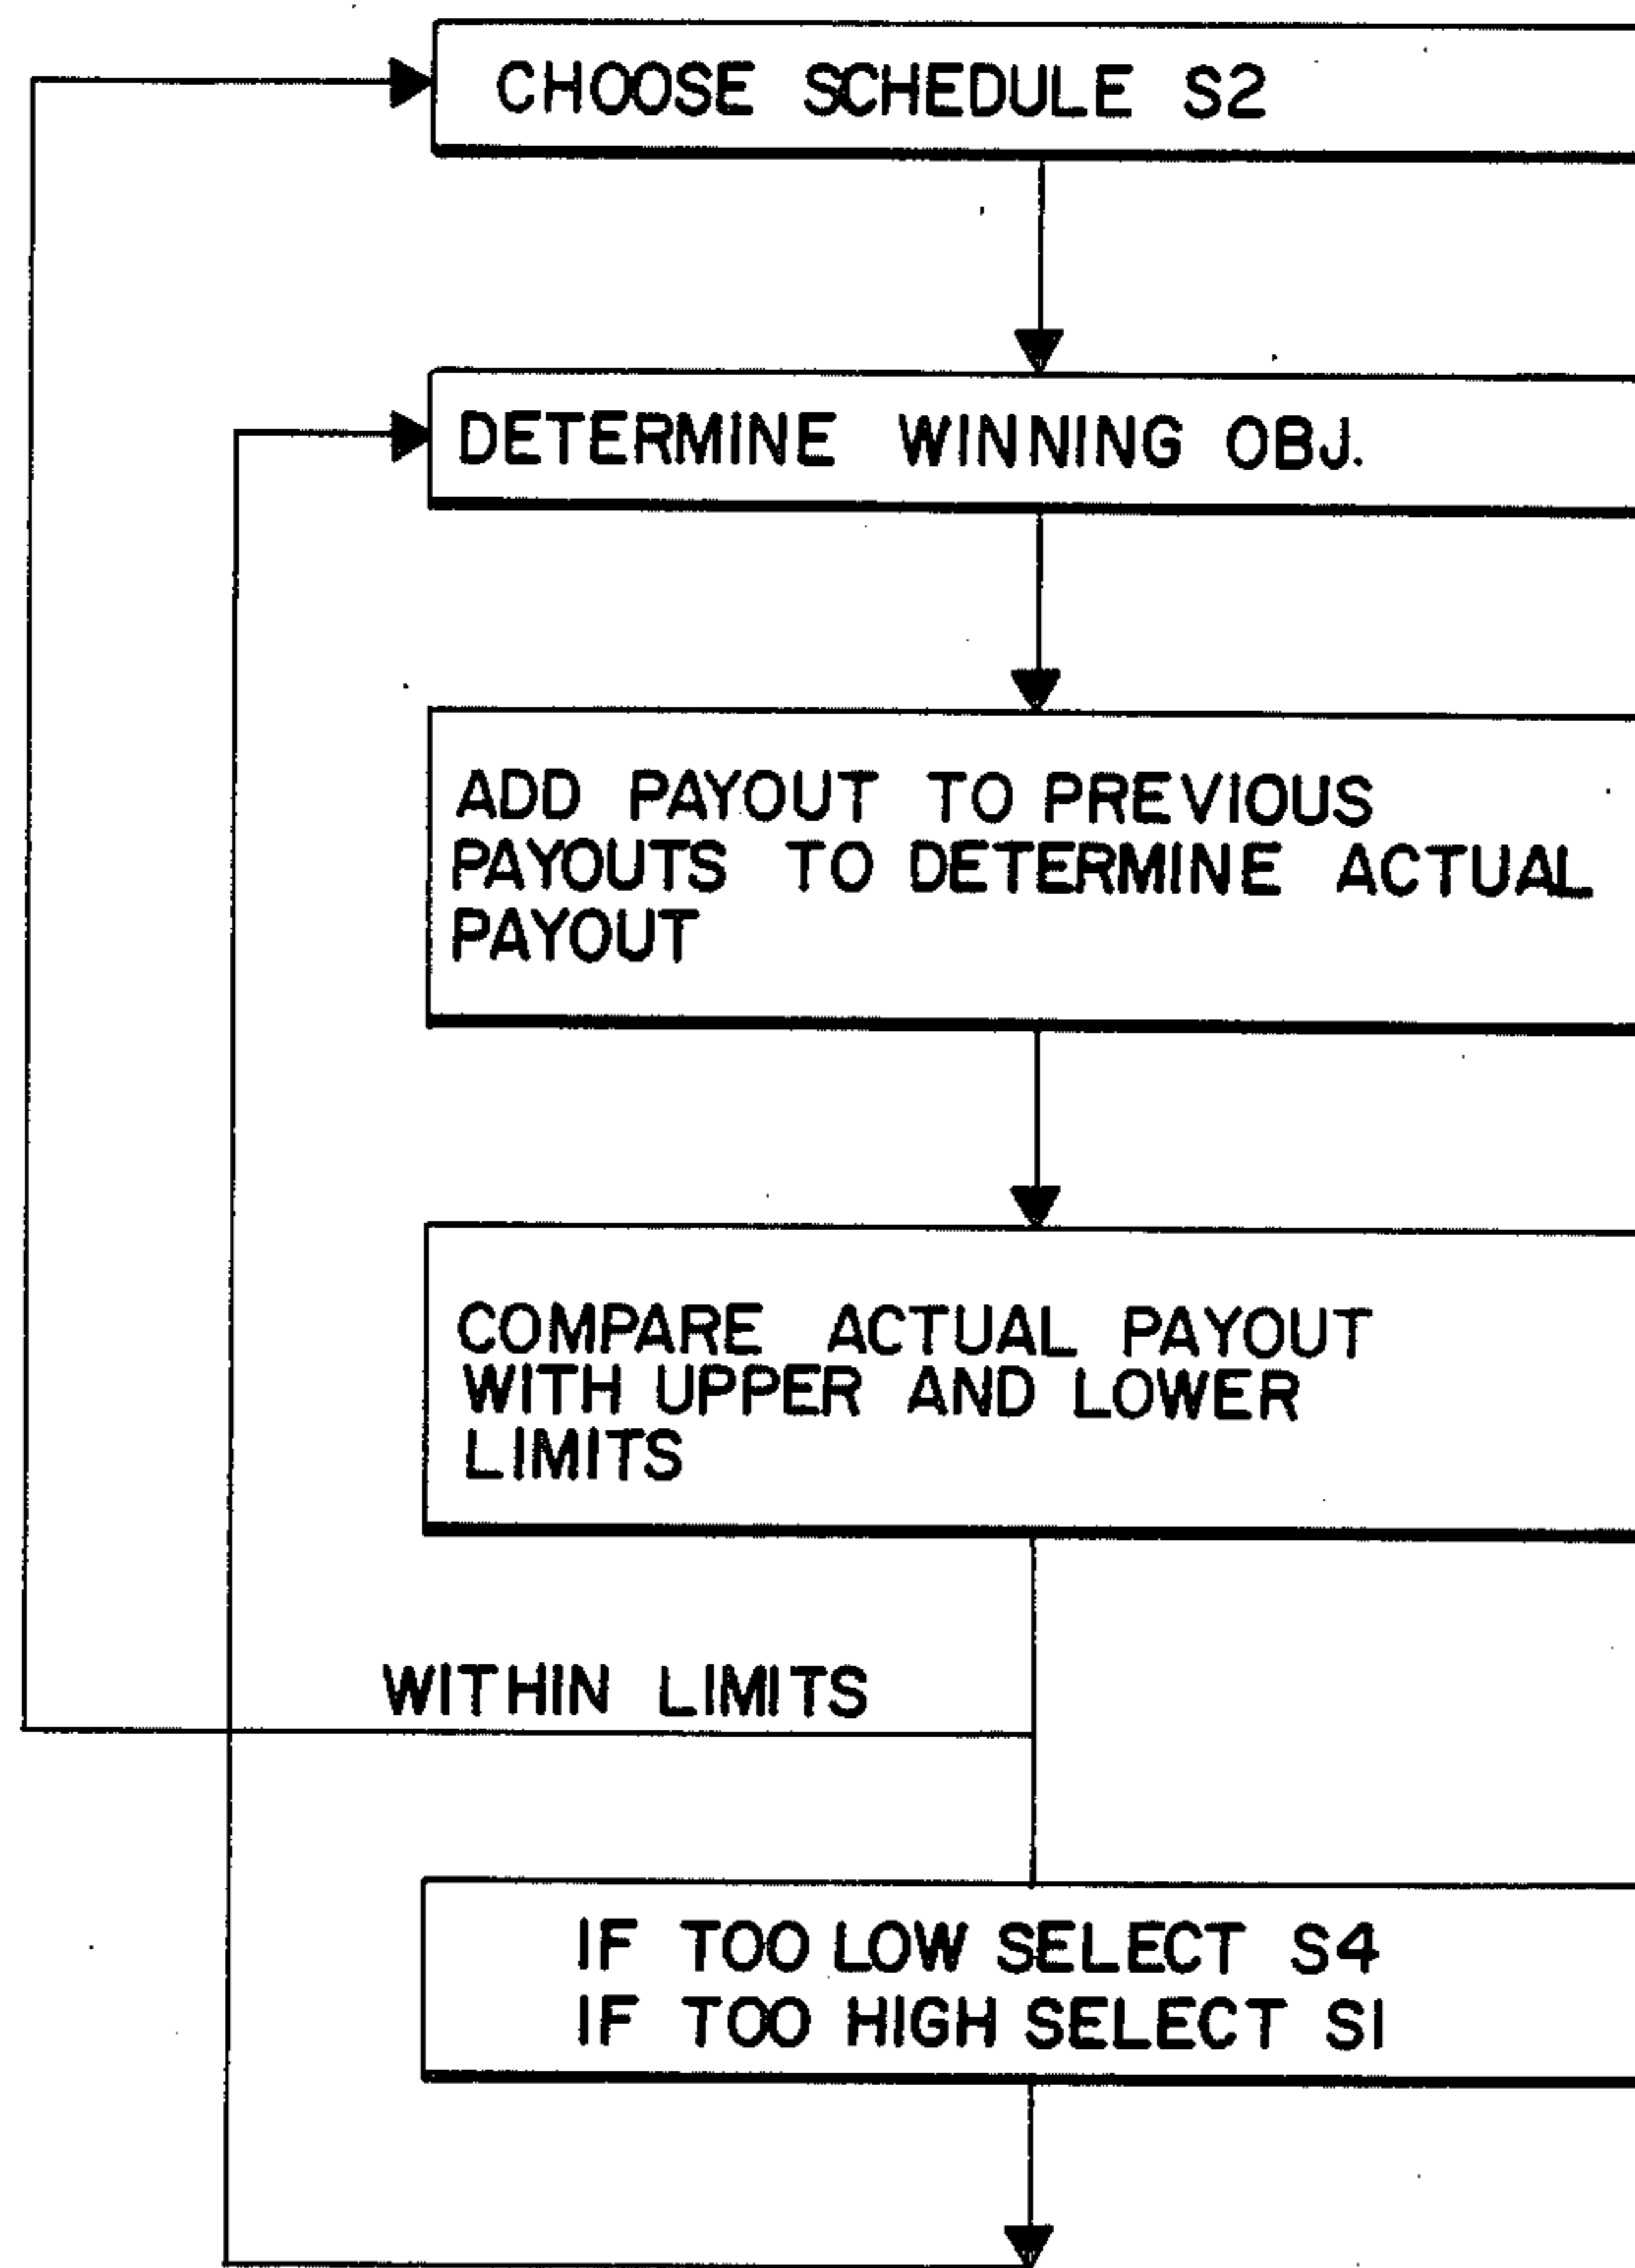 CHOOSE SCHEDULE S2
DETERMINE WINNING OBJ.
ADD PAYOUT TO PREVIOUS
PAYOUTS TO DETERMINE ACTUAL
PAYOUT
COMPARE ACTUAL PAYOUT
WITH UPPER AND LOWER
LIMITS
WITHIN LIMITS
IF TOO LOW SELECT S4
IF TOO HIGH SELECT S1